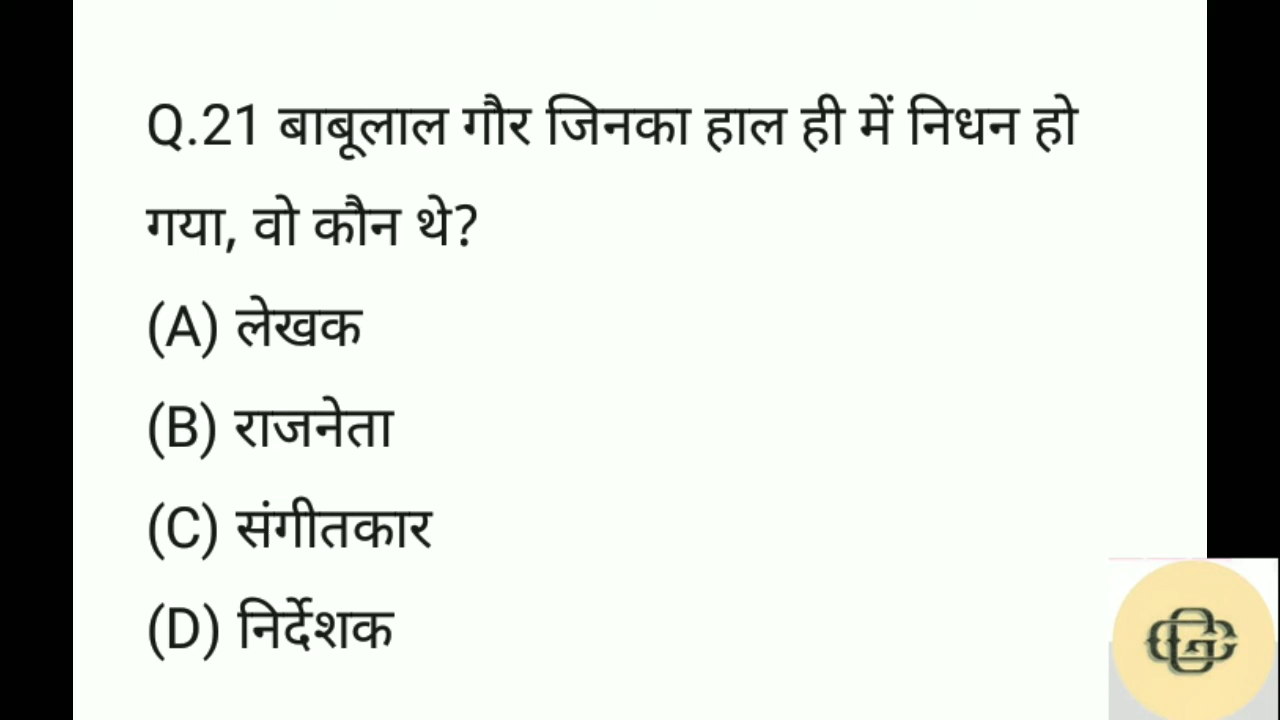 Q.21 बाबूलाल गौर जिनका हाल ही में निधन हो
गया, वो कौन थे?
(A) लेखक
(B) राजनेता
(C) संगीतकार
(D) निर्देशक